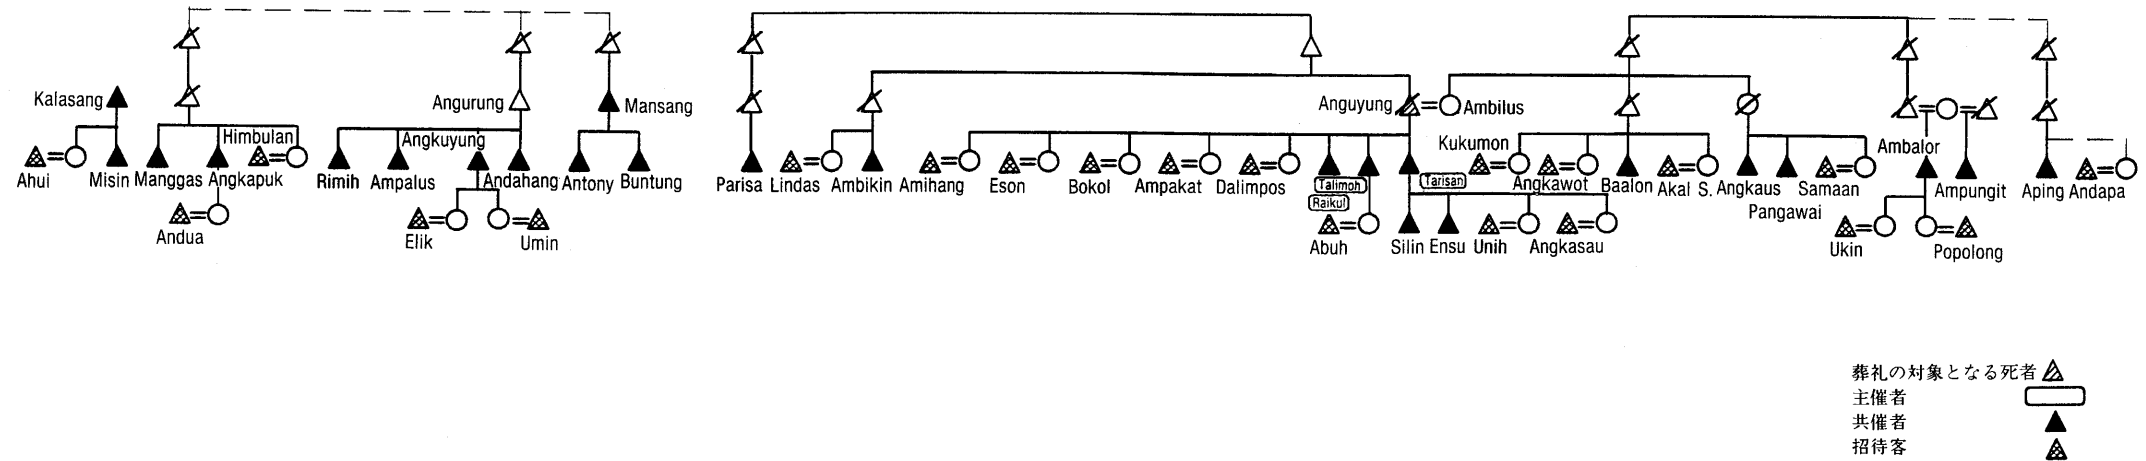 Kalasang
Angurung
Mansang
Anguyung
Ambilus
Himbulan
Angkuyung
Kukumon
Ambalor
Ahui
Misin
Manggas
Angkapuk
Rimih
Ampalus
Andahang
Antony
Buntung
Parisa
Lindas
Ambikin
Amihang
Eson
Bokol
Ampakat
Dalimpos
Talimoh
Tarisan
Angkawot
Baalon
Akal S.
Angkaus
Samaan
Ampungit
Aping
Andapa
Raikul
Pangawai
Andua
Elik
Umin
Abuh
Silin
Ensu
Unih
Angkasau
Ukin
Popolong
葬礼の対象となる死者
主催者
共催者
招待客